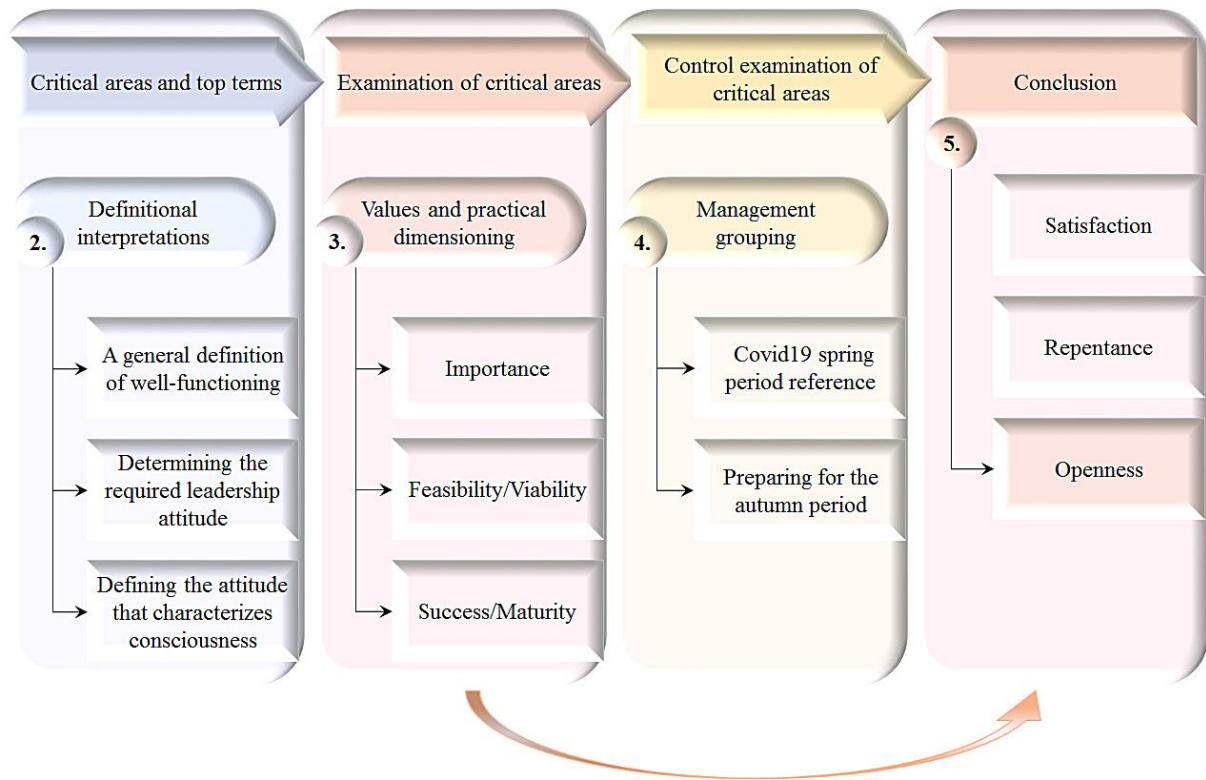 Critical areas and top terms
Examination of critical areas
Control examination of
critical areas
Conclusion
2.
Definitional
interpretations
A general definition
of well-functioning
Determining the
required leadership
attitude
Defining the attitude
that characterizes
consciousness
3.
Values and practical
dimensioning
Importance
Feasibility/Viability
Success/Maturity
4.
Management
grouping
Covid19 spring
period reference
Preparing for the
autumn period
5.
Satisfaction
Repentance
Openness